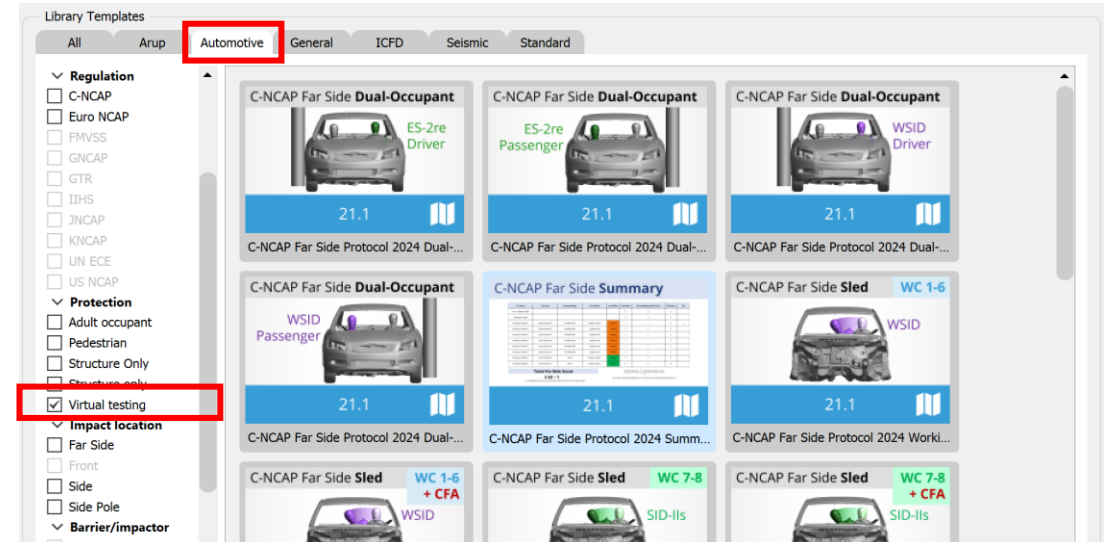 Library Templates
All Arup Automotive General ICFD Seismic Standard
Regulation
C-NCAP
Euro NCAP
FMVSS
GNCAP
GTR
IIHS
JNCAP
KNCAP
UN ECE
US NCAP
Protection
Adult occupant
Pedestrian
Structure Only
Structure only
Virtual testing
Impact location
Far Side
Front
Side
Side Pole
Barrier/impactor
C-NCAP Far Side Dual-Occupant
ES-2re
Driver
21.1
C-NCAP Far Side Protocol 2024 Dual-...
C-NCAP Far Side Dual-Occupant
ES-2re
Passenger
21.1
C-NCAP Far Side Protocol 2024 Dual-...
C-NCAP Far Side Dual-Occupant
WSID
Driver
21.1
C-NCAP Far Side Protocol 2024 Dual-...
C-NCAP Far Side Dual-Occupant
WSID
Passenger
21.1
C-NCAP Far Side Protocol 2024 Dual-...
C-NCAP Far Side Summary
Total Far Side Score
21.1
C-NCAP Far Side Protocol 2024 Summ...
C-NCAP Far Side Sled WC 1-6
WSID
21.1
C-NCAP Far Side Protocol 2024 Worki...
C-NCAP Far Side Sled WC 1-6
+ CFA
WSID
C-NCAP Far Side Sled WC 7-8
SID-IIs
C-NCAP Far Side Sled WC 7-8
+ CFA
SID-IIs